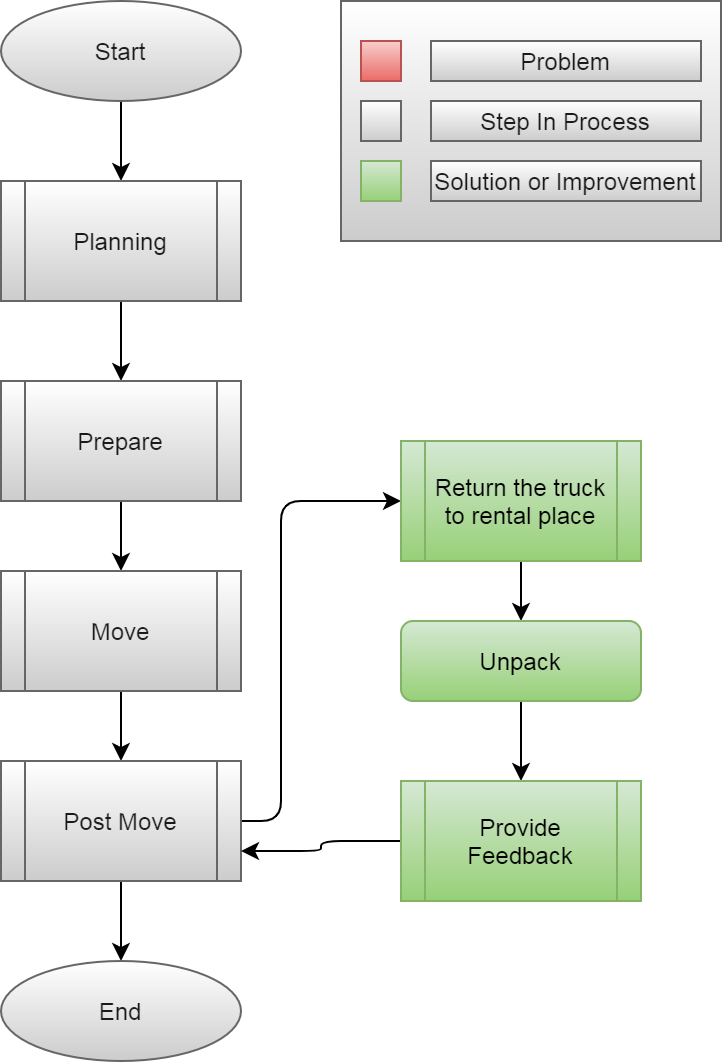 Start
Problem
Step In Process
Solution or Improvement
Planning
Prepare
Return the truck
to rental place
Move
Unpack
Post Move
Provide
Feedback
End